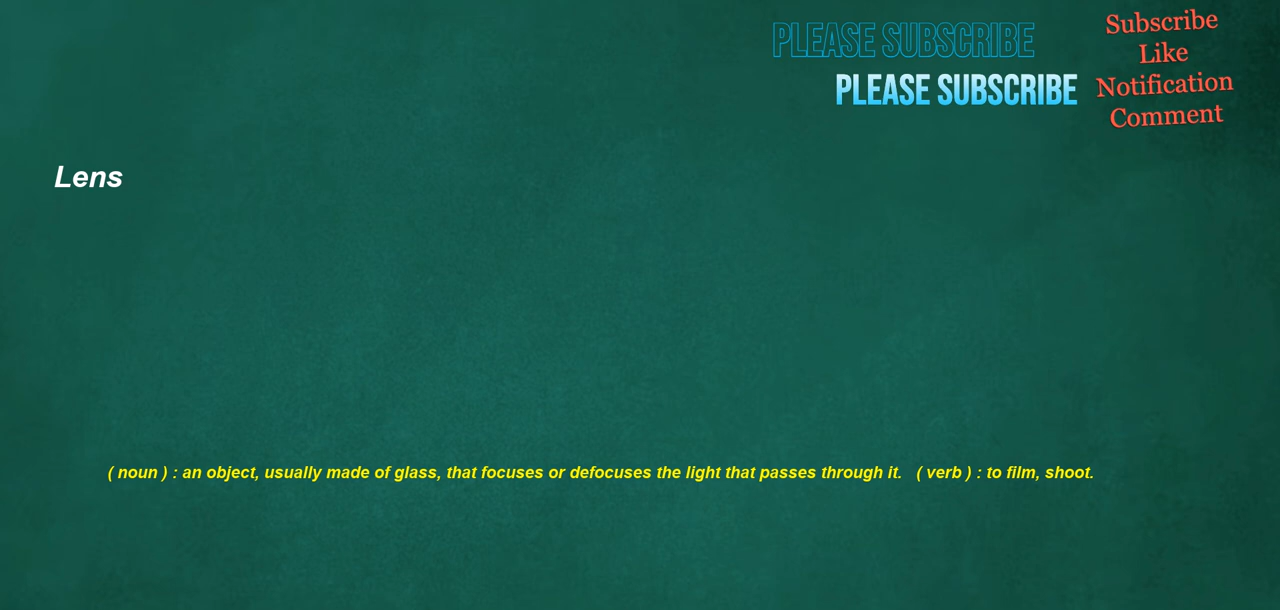 PLEASE SUBSCRIBE
PLEASE SUBSCRIBE
Subscribe
Like
Notification
Comment
Lens
( noun ) : an object, usually made of glass, that focuses or defocuses the light that passes through it.   ( verb ) : to film, shoot.